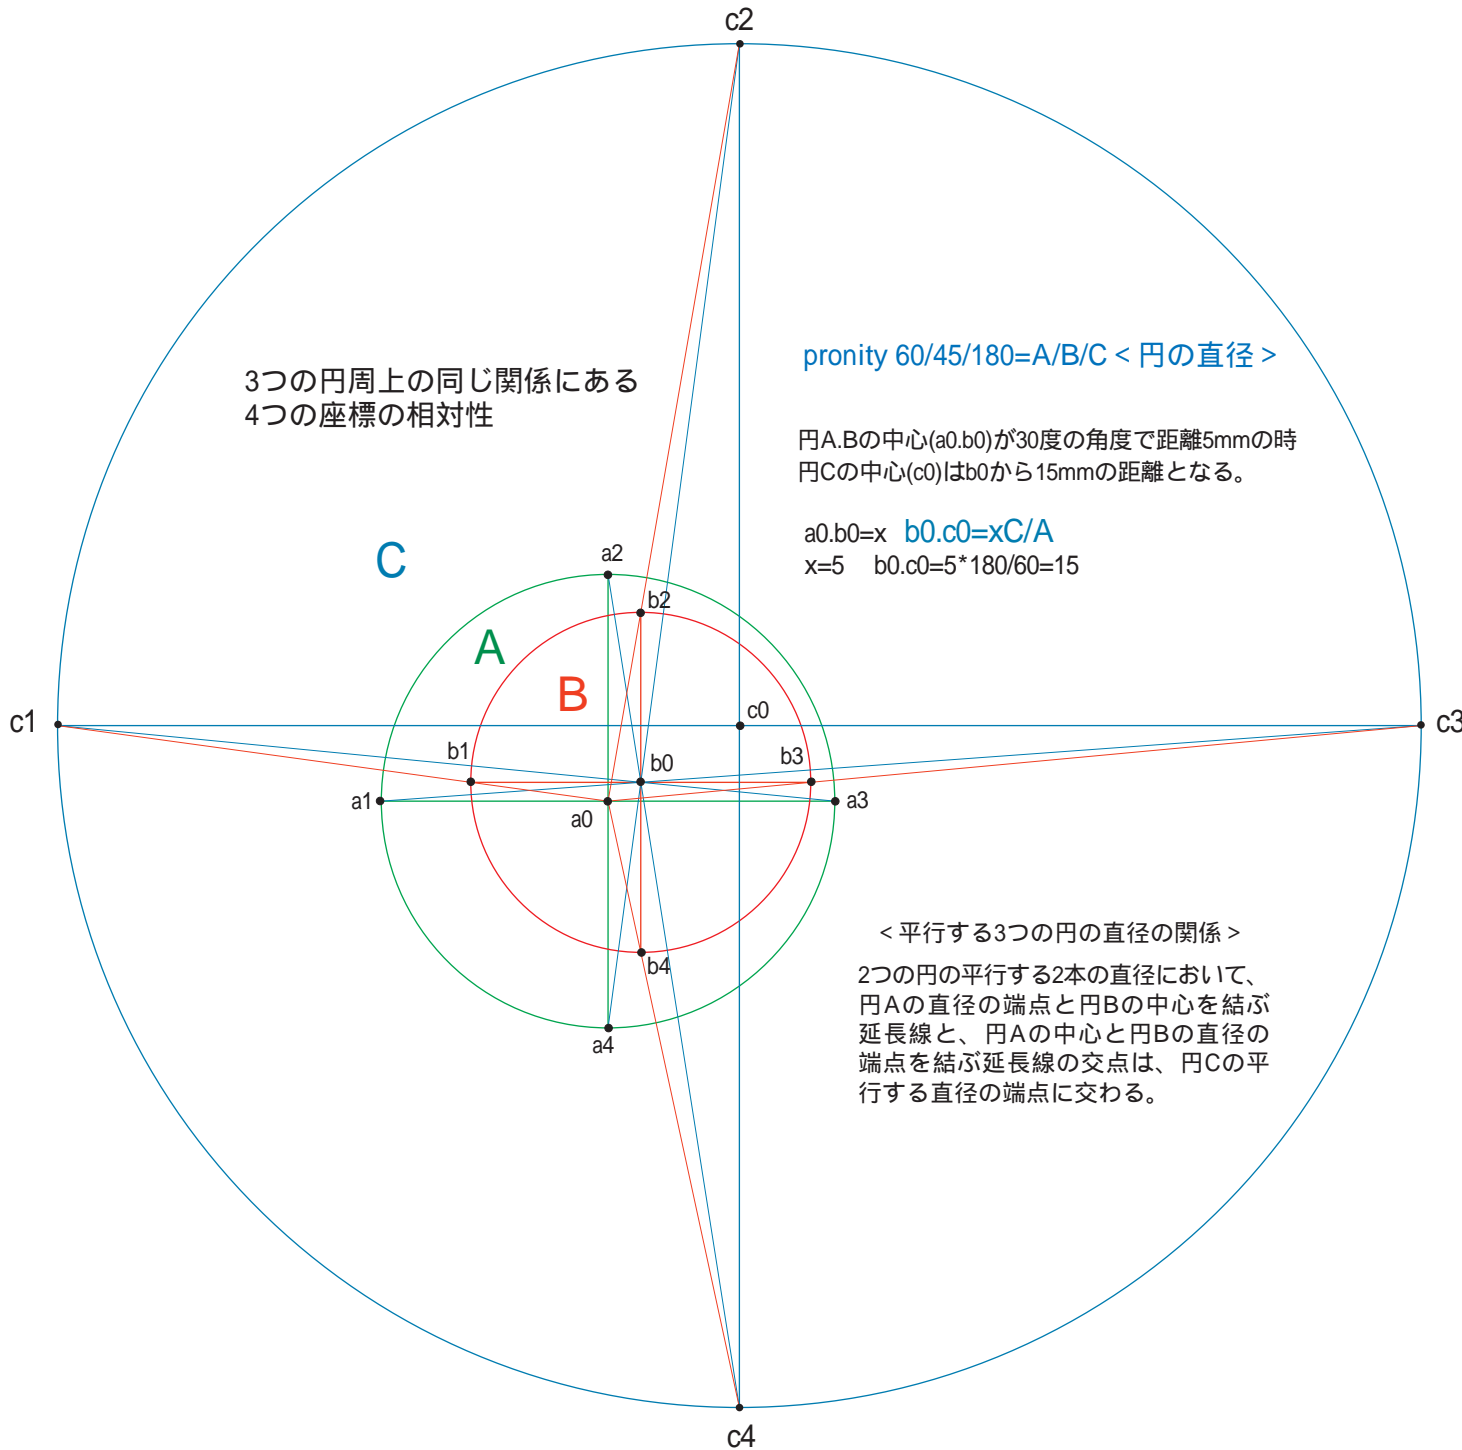 c2
pronity 60/45/180=A/B/C < 円の直径 >
3つの円周上の同じ関係にある
4つの座標の相対性
円A.Bの中心(a0.b0)が30度の角度で距離5mmの時
円Cの中心(c0)はb0から15mmの距離となる。
a0.b0=x b0.c0=xC/A
x=5 b0.c0=5*180/60=15
C
a2
b2
A
B
c1
c0
c3
b1
b0
b3
a1
a0
a3
< 平行する3つの円の直径の関係 >
b4
2つの円の平行する2本の直径において、
円Aの直径の端点と円Bの中心を結ぶ
延長線と、円Aの中心と円Bの直径の
端点を結ぶ延長線の交点は、円Cの平
行する直径の端点に交わる。
a4
c4